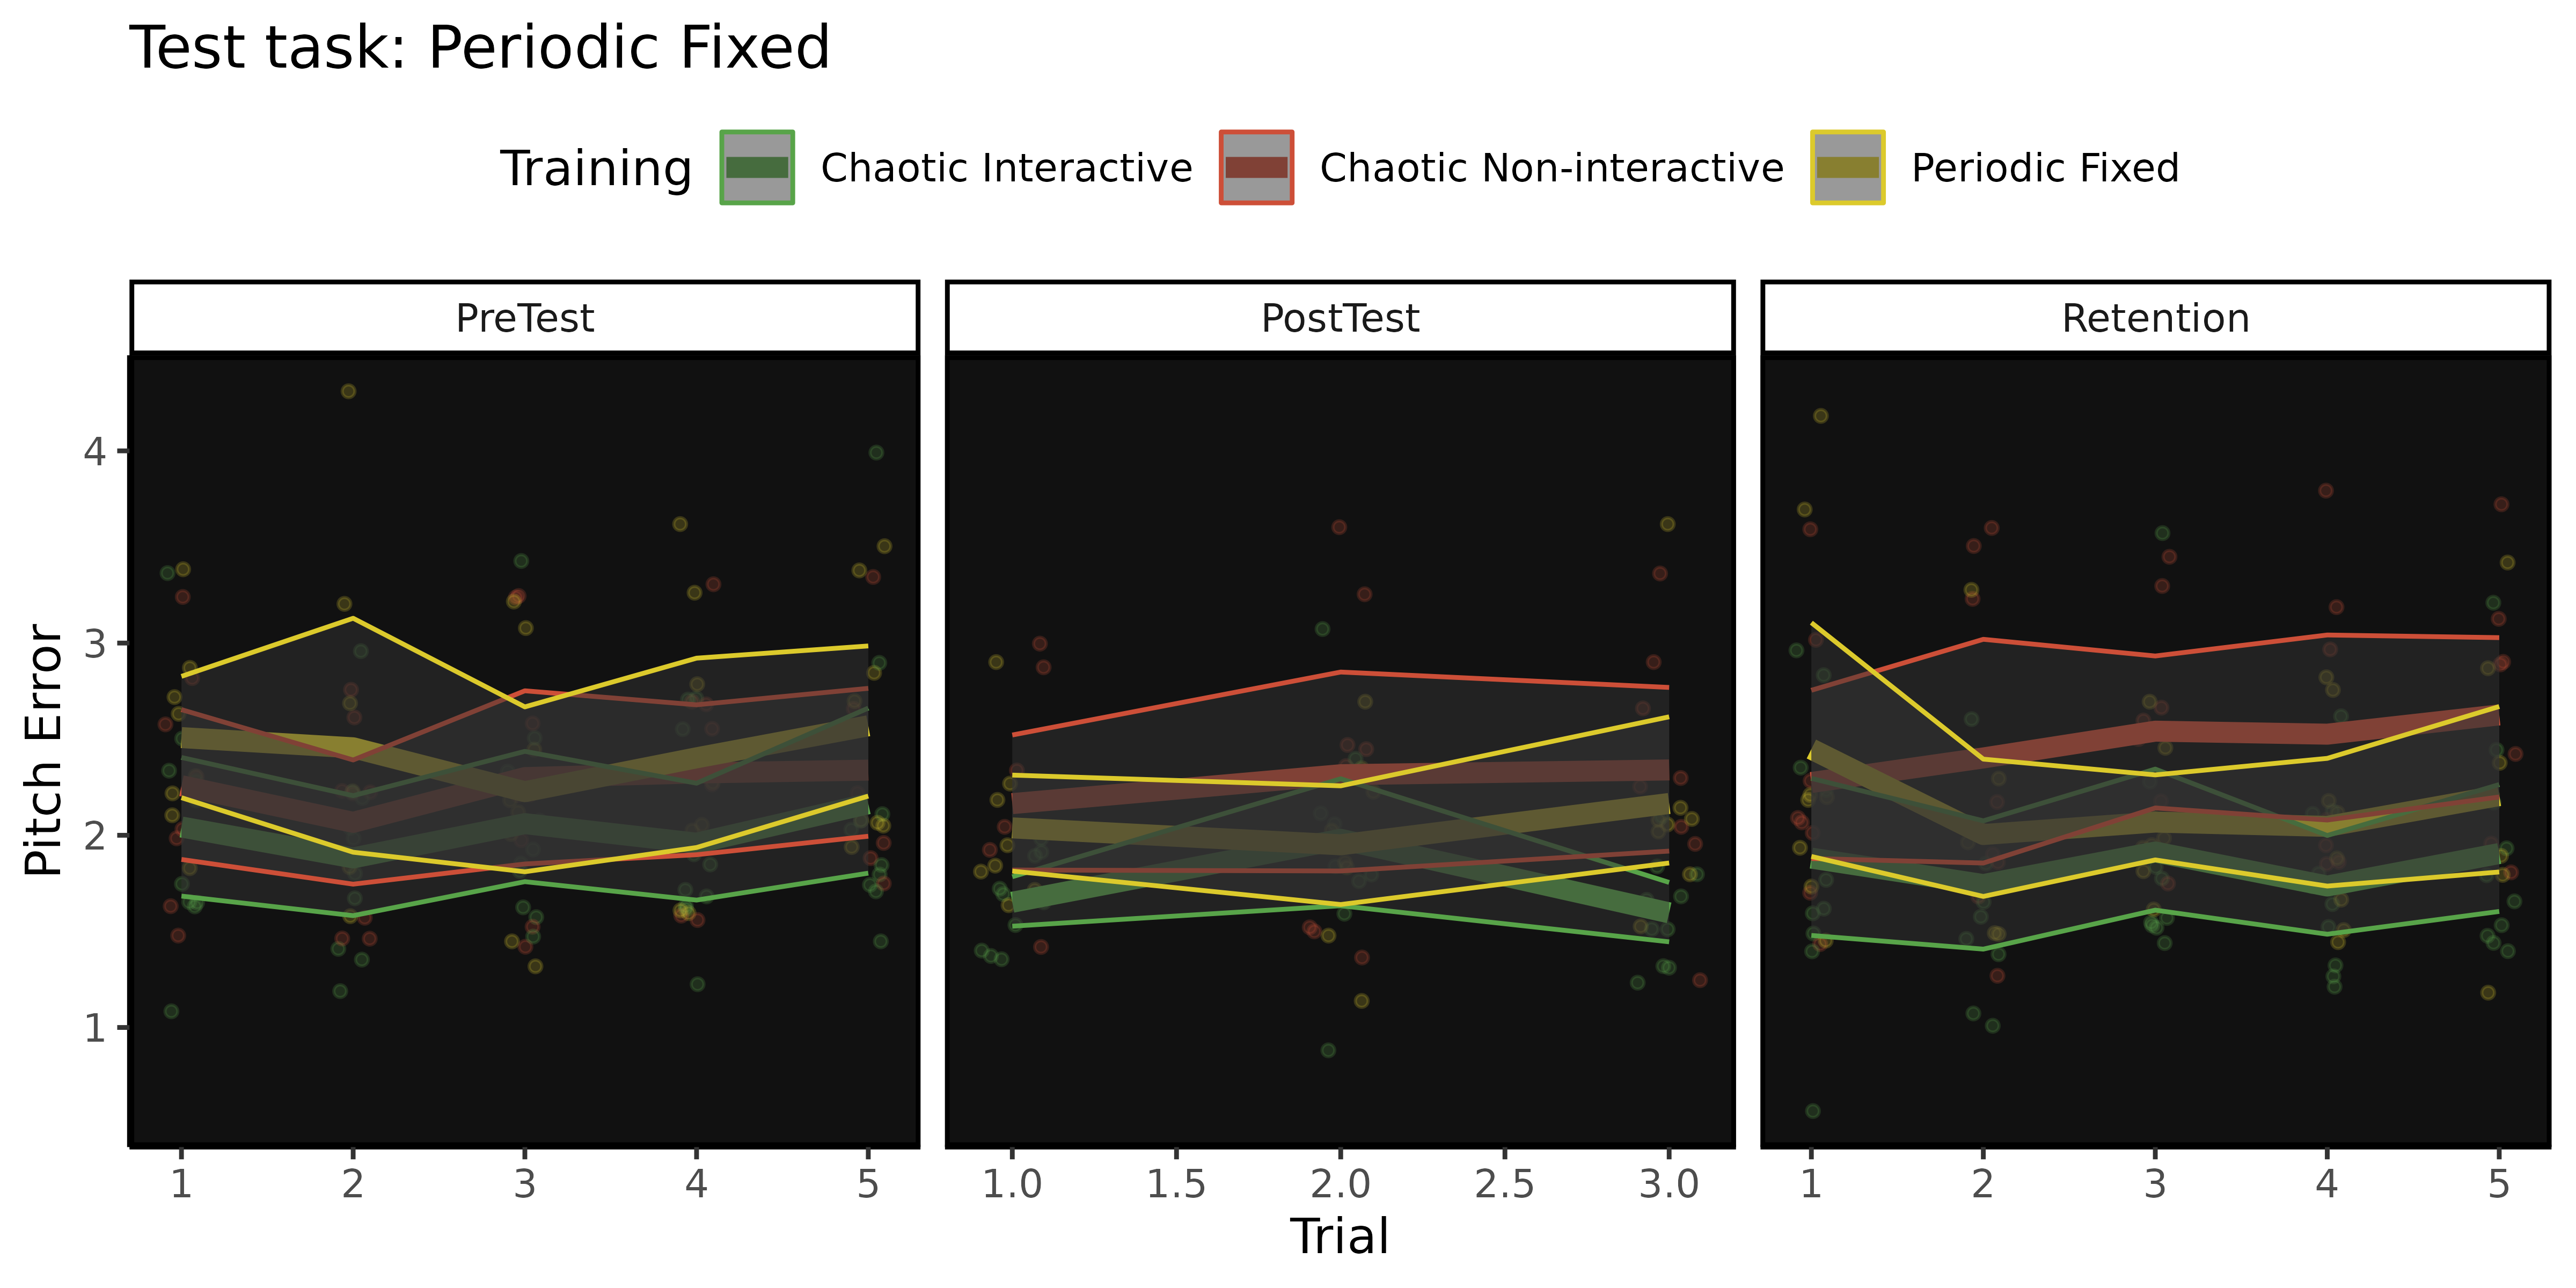 Test task: Periodic Fixed
Training Chaotic Interactive Chaotic Non-interactive Periodic Fixed
PreTest PostTest Retention
Pitch Error
4
3
2
1
1 2 3 4 5 1.0 1.5 2.0 2.5 3.0 1 2 3 4 5
Trial